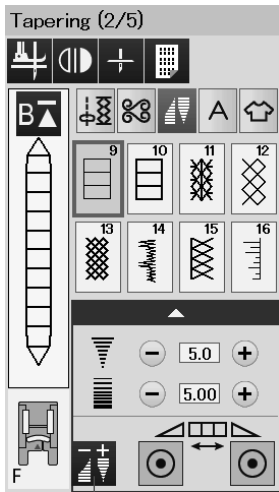 Tapering (2/5)
B
A
9 10 11 12
13 14 15 16
− 5.0 +
− 5.00 +
− +
F